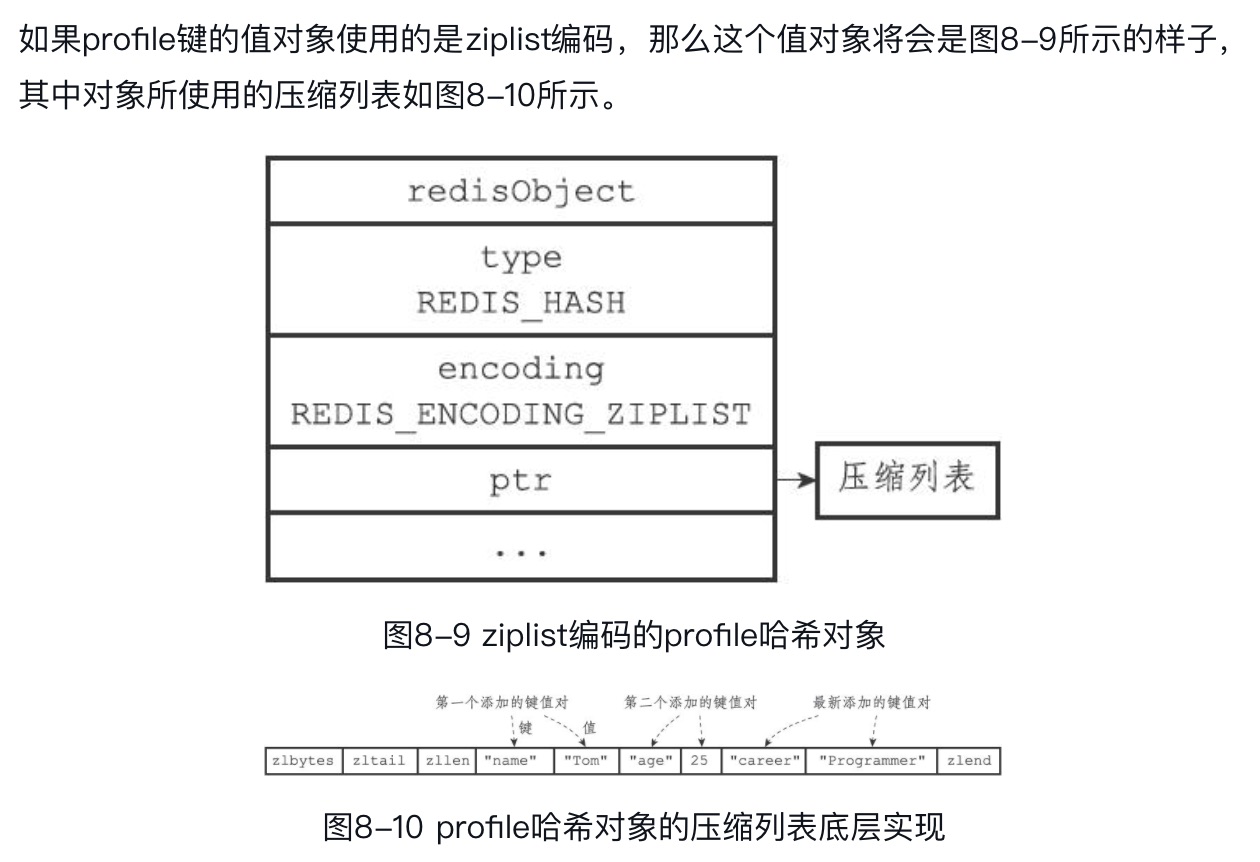 如果profile键的值对象使用的是ziplist编码，那么这个值对象将会是图8-9所示的样子，
其中对象所使用的压缩列表如图8-10所示。
redisObject
type
REDIS_HASH
encoding
REDIS_ENCODING_ZIPLIST
ptr
压缩列表
...
图8-9 ziplist编码的profile哈希对象
第一个添加的键值对 第二个添加的键值对 最新添加的键值对
键 值
zlbytes zltail zllen "name" "Tom" "age" 25 "career" "Programmer" zlend
图8-10 profile哈希对象的压缩列表底层实现